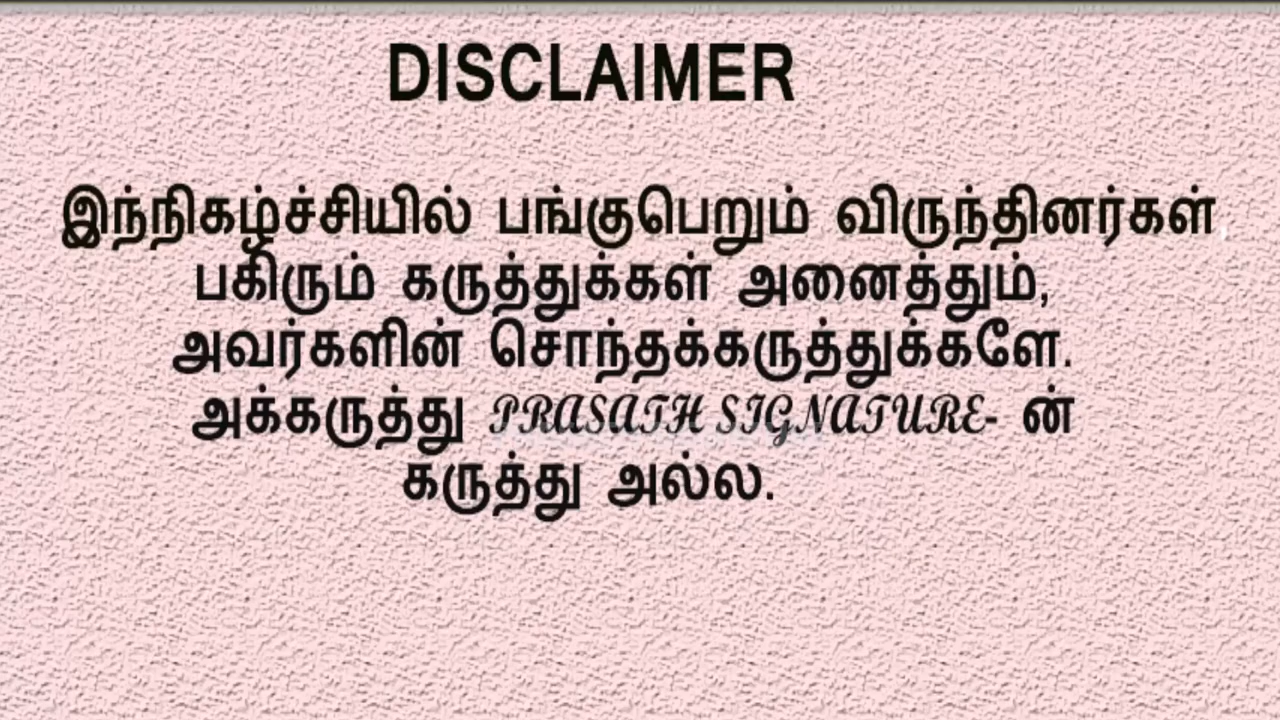 DISCLAIMER
இந்நிகழ்ச்சியில் பங்குபெறும் விருந்தினர்கள்,
பகிரும் கருத்துக்கள் அனைத்தும்,
அவர்களின் சொந்தக்கருத்துக்களே.
அக்கருத்து PRASATH SIGNATURE- ன்
கருத்து அல்ல.